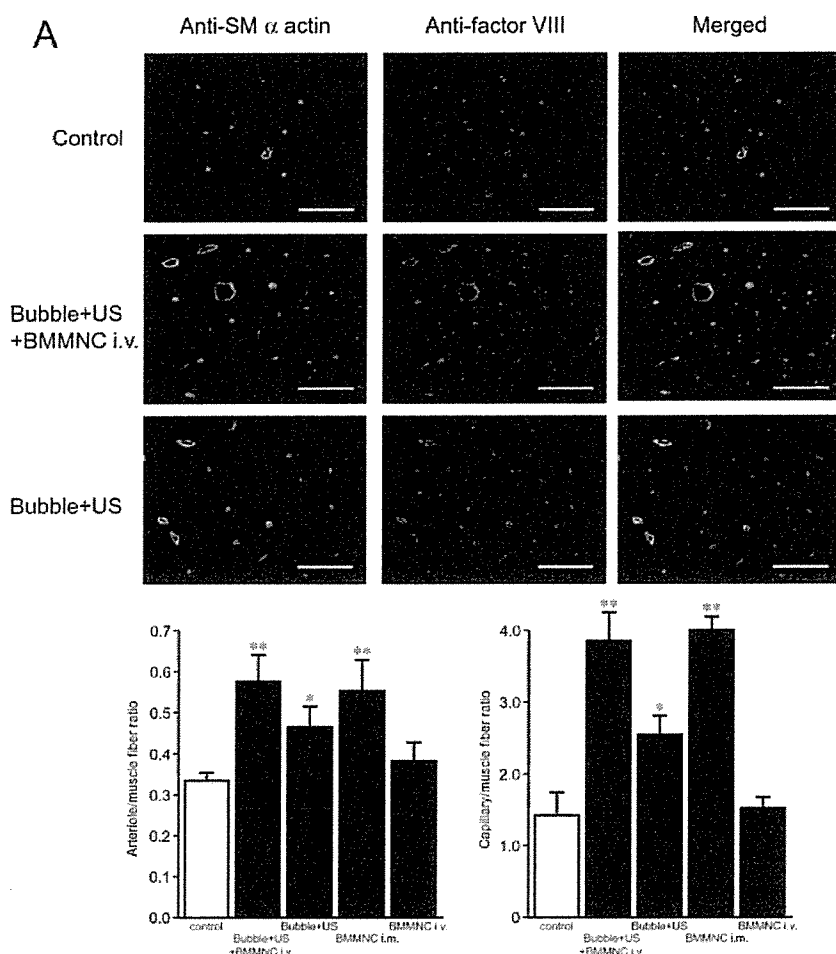 A
Anti-SM α actin
Anti-factor VIII
Merged
Control
Bubble+US
+BMMNC i.v.
Bubble+US
Arteriole/muscle fiber ratio
0.7
0.6
0.5
0.4
0.3
0.2
0.1
0.0
**
*
**
control
Bubble+US
+BMMNC i.v.
Bubble+US
BMMNC i.m.
BMMNC i.v.
Capillary/muscle fiber ratio
4.0
3.0
2.0
1.0
0
**
*
**
control
Bubble+US
+BMMNC i.v.
Bubble+US
BMMNC i.m.
BMMNC i.v.